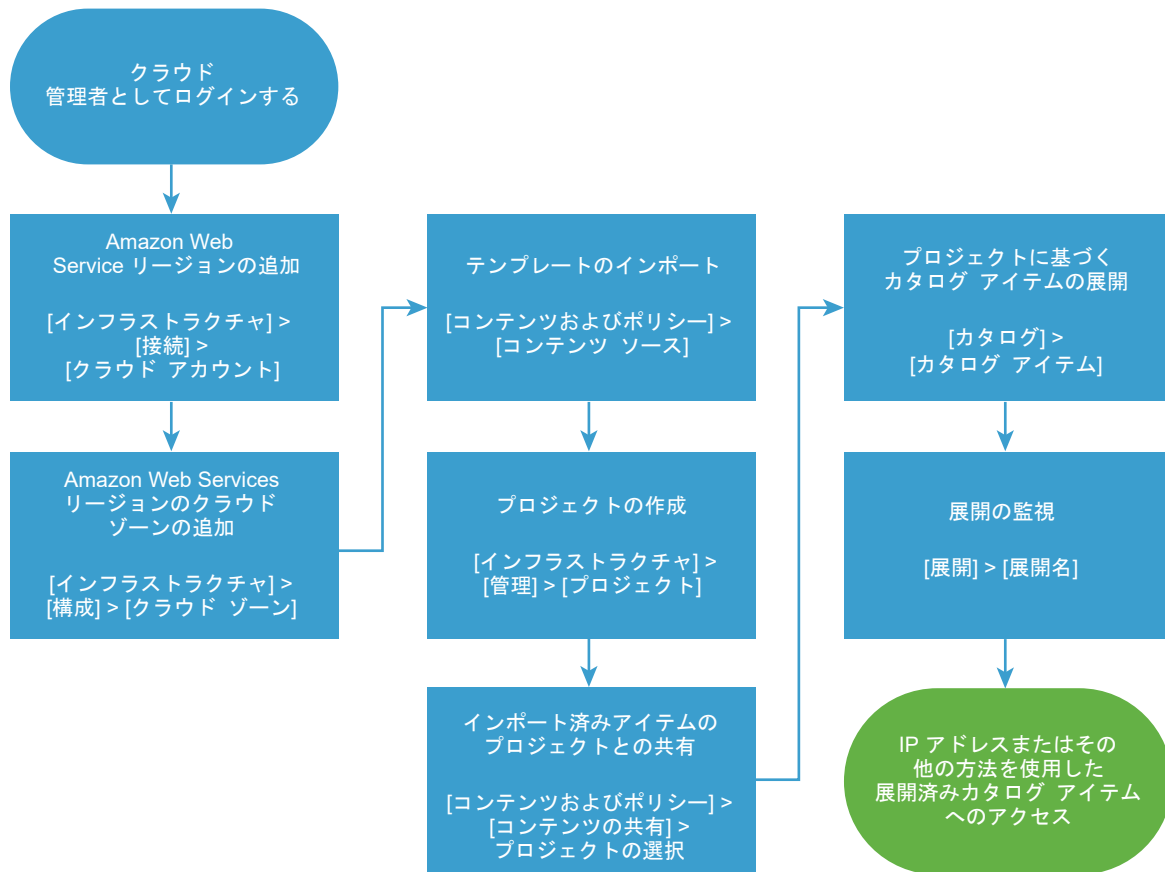 クラウド
管理者としてログインする
Amazon Web
Service リージョンの追加
[インフラストラクチャ] >
[接続] >
[クラウド アカウント]
Amazon Web Services
リージョンのクラウド
ゾーンの追加
[インフラストラクチャ] >
[構成] > [クラウド ゾーン]
テンプレートのインポート
[コンテンツおよびポリシー] >
[コンテンツ ソース]
プロジェクトの作成
[インフラストラクチャ] >
[管理] > [プロジェクト]
インポート済みアイテムの
プロジェクトとの共有
[コンテンツおよびポリシー] >
[コンテンツの共有] >
プロジェクトの選択
プロジェクトに基づく
カタログ アイテムの展開
[カタログ] >
[カタログ アイテム]
展開の監視
[展開] > [展開名]
IP アドレスまたはその
他の方法を使用した
展開済みカタログ アイテム
へのアクセス